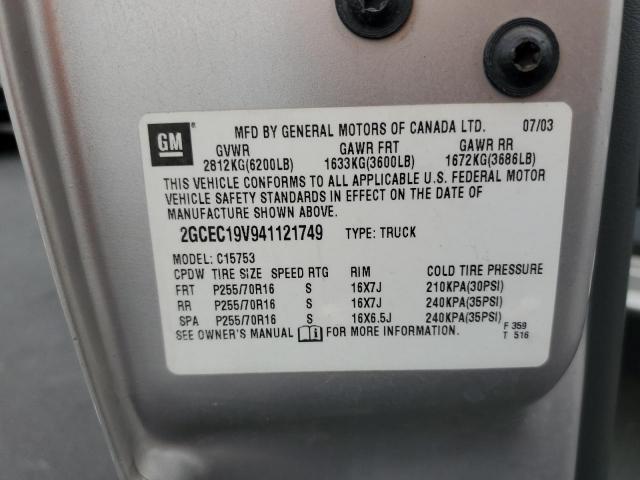 GM
MFD BY GENERAL MOTORS OF CANADA LTD. 07/03
GVWR GAWR FRT GAWR RR
2812KG(6200LB) 1633KG(3600LB) 1672KG(3686LB)
THIS VEHICLE CONFORMS TO ALL APPLICABLE U.S. FEDERAL MOTOR
VEHICLE SAFETY STANDARDS IN EFFECT ON THE DATE OF
MANUFACTURE SHOWN ABOVE.
2GCEC19V941121749 TYPE: TRUCK
MODEL: C15753
CPDW TIRE SIZE SPEED RTG RIM COLD TIRE PRESSURE
FRT P255/70R16 S 16X7J 210KPA(30PSI)
RR P255/70R16 S 16X7J 240KPA(35PSI)
SPA P255/70R16 S 16X6.5J 240KPA(35PSI)
SEE OWNER'S MANUAL FOR MORE INFORMATION. F 359
T 516